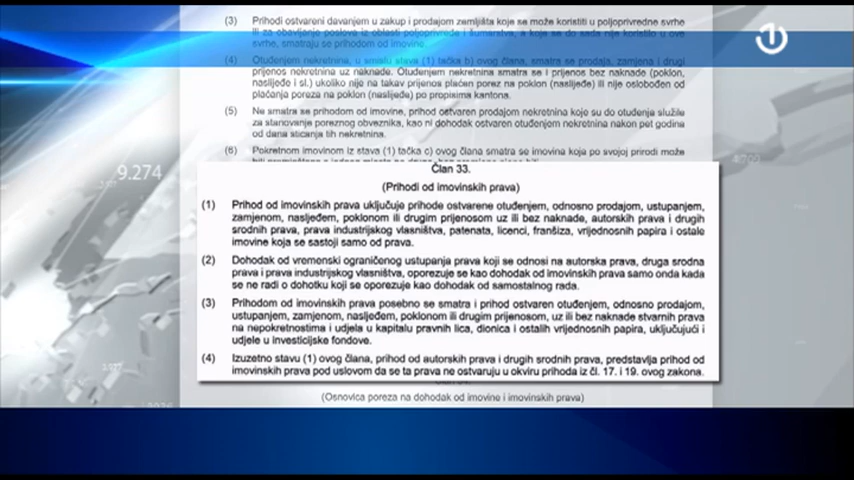 (3) Prihodi ostvareni davanjem u zakup i prodajom zemljišta koje se može koristiti u poljoprivredne svrhe
ili za obavljanje poslova iz oblasti poljoprivrede i šumarstva, a koje se do sada nije koristilo u ove
svrhe, smatraju se prihodom od imovine.
(4) Otuđenjem nekretnina, u smislu stava (1) tačka b) ovog člana, smatra se prodaja, zamjena i drugi
prijenos nekretnina uz naknade. Otuđenjem nekretnina smatra se i prijenos bez naknade (poklon,
naslijeđe i sl.) ukoliko nije na takav prijenos plaćen porez na poklon (naslijeđe) ili nije oslobođen od
plaćanja poreza na poklon (naslijeđe) po propisima kantona.
(5) Ne smatra se prihodom od imovine, prihod ostvaren prodajom nekretnina koje su do otuđenja služile
za stanovanje poreznog obveznika, kao ni dohodak ostvaren otuđenjem nekretnina nakon pet godina
od dana sticanja tih nekretnina.
(6) Pokretnom imovinom iz stava (1) tačka c) ovog člana smatra se imovina koja po svojoj prirodi može
9.274
Član 33.
(Prihodi od imovinskih prava)
(1) Prihod od imovinskih prava uključuje prihode ostvarene otuđenjem, odnosno prodajom, ustupanjem,
zamjenom, nasljeđem, poklonom ili drugim prijenosom uz ili bez naknade, autorskih prava i drugih
srodnih prava, prava industrijskog vlasništva, patenata, licenci, franšiza, vrijednosnih papira i ostale
imovine koja se sastoji samo od prava.
(2) Dohodak od vremenski ograničenog ustupanja prava koji se odnosi na autorska prava, druga srodna
prava i prava industrijskog vlasništva, oporezuje se kao dohodak od imovinskih prava samo onda kada
se ne radi o dohotku koji se oporezuje kao dohodak od samostalnog rada.
(3) Prihodom od imovinskih prava posebno se smatra i prihod ostvaren otuđenjem, odnosno prodajom,
ustupanjem, zamjenom, nasljeđem, poklonom ili drugim prijenosom, uz ili bez naknade stvarnih prava
na nepokretnostima i udjela u kapitalu pravnih lica, dionica i ostalih vrijednosnih papira, uključujući i
udjele u investicijske fondove.
(4) Izuzetno stavu (1) ovog člana, prihod od autorskih prava i drugih srodnih prava, predstavlja prihod od
imovinskih prava pod uslovom da se ta prava ne ostvaruju u okviru prihoda iz čl. 17. i 19. ovog zakona.
(Osnovica poreza na dohodak od imovine i imovinskih prava)